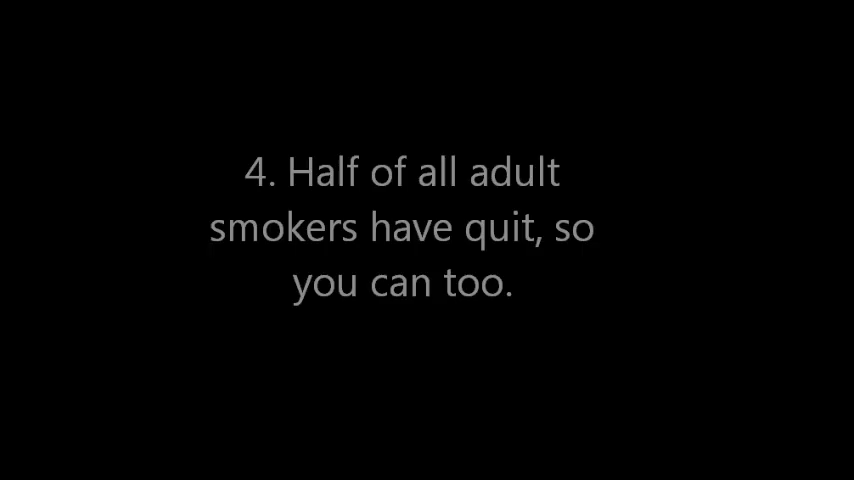 4. Half of all adult
smokers have quit, so
you can too.